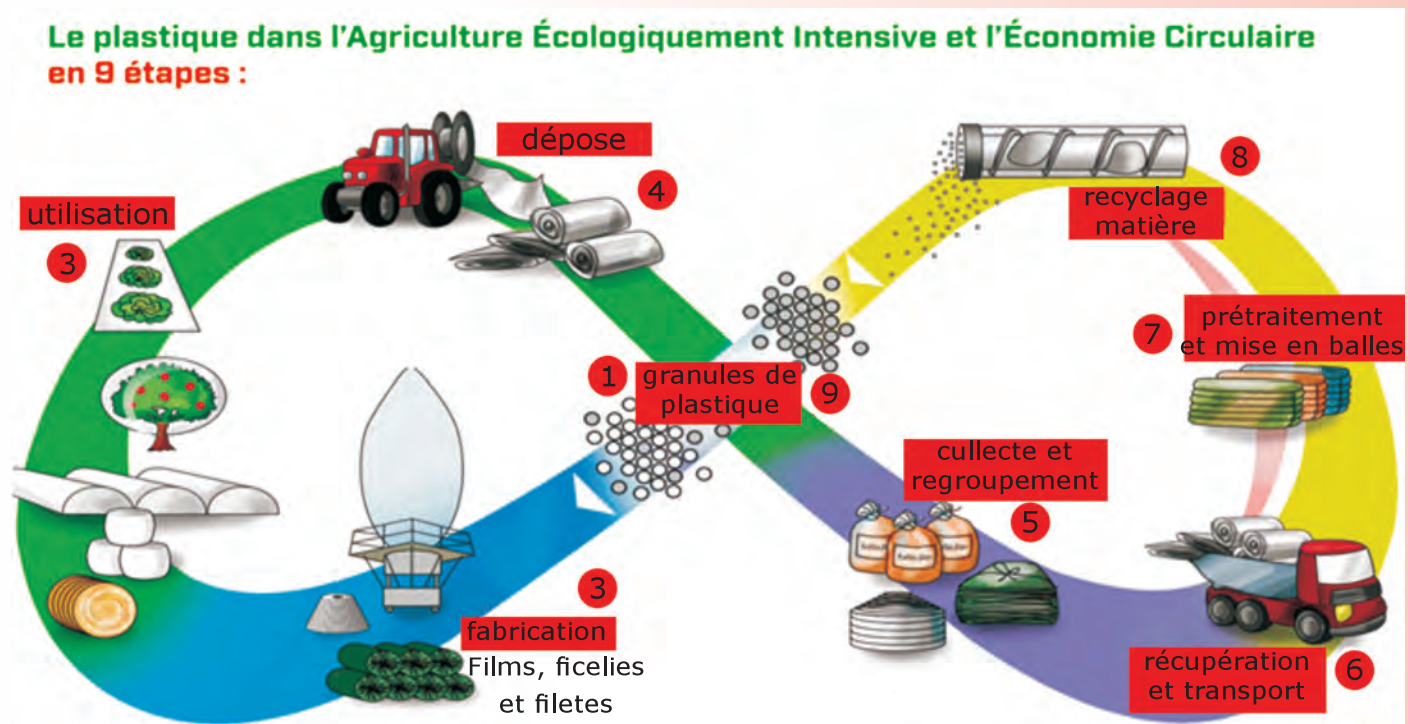 Le plastique dans l'Agriculture Écologiquement Intensive et l'Économie Circulaire
en 9 étapes :
dépose
4
utilisation
3
8
recyclage
matière
7
prétraitement
et mise en balles
1
granules de
plastique
9
cullecte et
regroupement
5
3
fabrication
Films, ficelies
et filetes
récupération
et transport
6